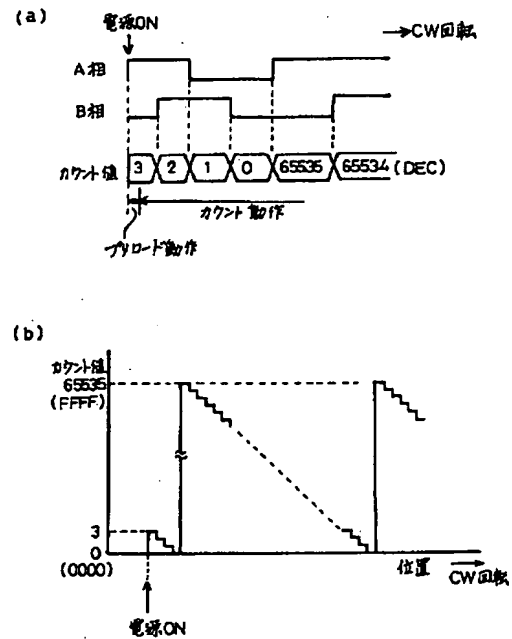 (a)
電源ON
→CW回転
A相
B相
カウント値 3 2 1 0 65535 65534 (DEC)
カウント動作
プリロード動作
(b)
カウント値
65535
(FFFF)
3
0
(0000)
位置
CW回転
電源ON